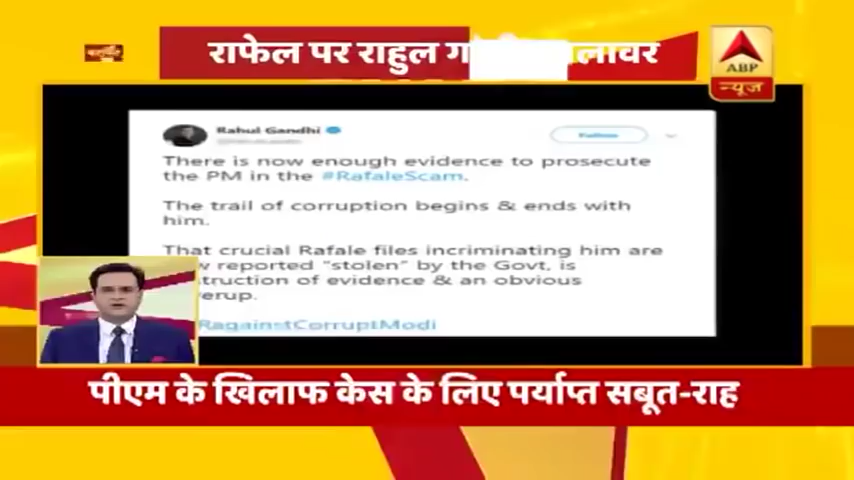 राफेल पर राहुल
ABP
न्यूज़
Rahul Gandhi
Follow
There is now enough evidence to prosecute
the PM in the #RafaleScam.
The trail of corruption begins & ends with
him.
That crucial Rafale files incriminating him are
reported "stolen" by the Govt, is
truction of evidence & an obvious
erup.
RagainstCorruptModi
पीएम के खिलाफ केस के लिए पर्याप्त सबूत-राह